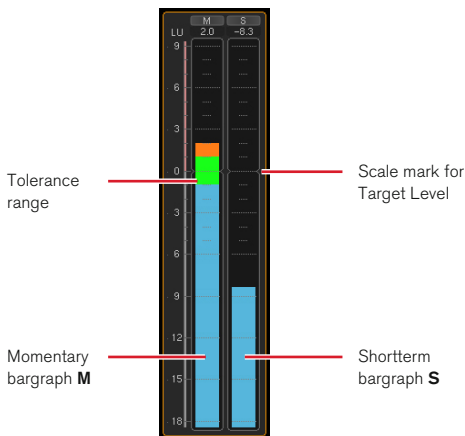 M S
LU 2.0 -8.3
9
6
3
0
3
6
9
12
15
18
Tolerance
range
Scale mark for
Target Level
Momentary
bargraph M
Shortterm
bargraph S